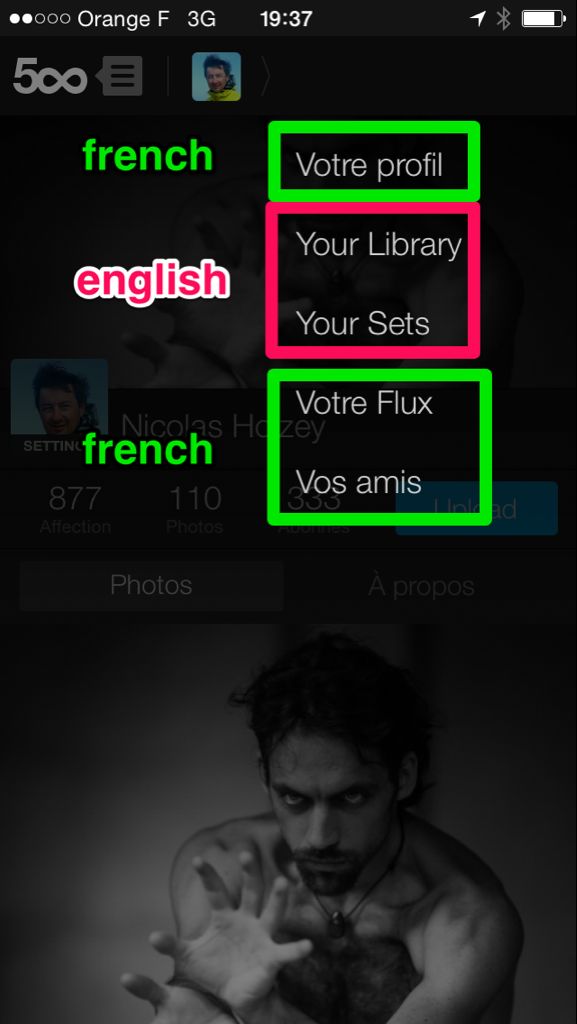 Orange F 3G 19:37
500
french
Votre profil
Your Library
english
Your Sets
Votre Flux
Nicolas Hoizey
SETTINGS
french
Vos amis
877 110 333
Affection Photos Abonnés
Upload
Photos À propos